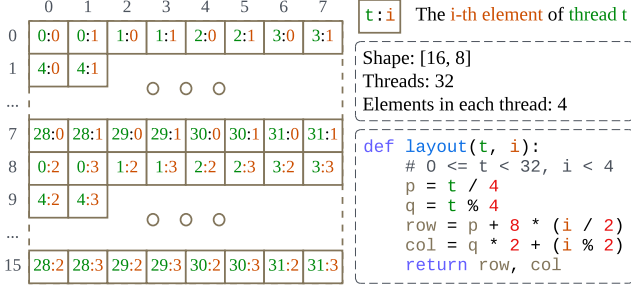 0 1 2 3 4 5 6 7
0 0:0 0:1 1:0 1:1 2:0 2:1 3:0 3:1
1 4:0 4:1
...
7 28:0 28:1 29:0 29:1 30:0 30:1 31:0 31:1
8 0:2 0:3 1:2 1:3 2:2 2:3 3:2 3:3
9 4:2 4:3
...
15 28:2 28:3 29:2 29:3 30:2 30:3 31:2 31:3
t:i The i-th element of thread t
Shape: [16, 8]
Threads: 32
Elements in each thread: 4
def layout(t, i):
# 0 <= t < 32, i < 4
p = t / 4
q = t % 4
row = p + 8 * (i / 2)
col = q * 2 + (i % 2)
return row, col